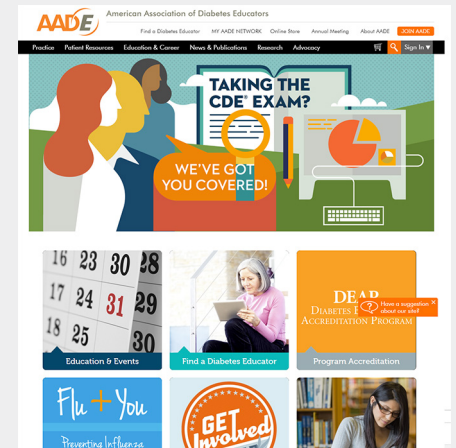 AADE American Association of Diabetes Educators
Find a Diabetes Educator MY AADE NETWORK Online Store Annual Meeting About AADE JOIN AADE
Practice Patient Resources Education & Career News & Publications Research Advocacy Sign In ▼
TAKING THE
CDE® EXAM?
WE'VE GOT
YOU COVERED!
16 23 30 28
17 24 31 29
18 25 30
Education & Events
Find a Diabetes Educator
DEAP
DIABETES
ACCREDITATION PROGRAM
Program Accreditation
? Have a suggestion
about our site?
×
Flu + You
Preventing Influenza
GET
Involved